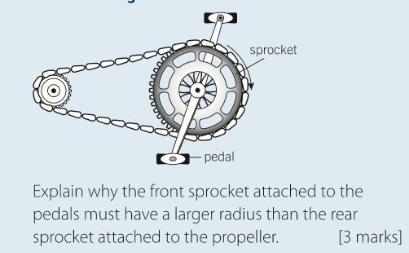 sprocket
pedal
Explain why the front sprocket attached to the
pedals must have a larger radius than the rear
sprocket attached to the propeller. [3 marks]